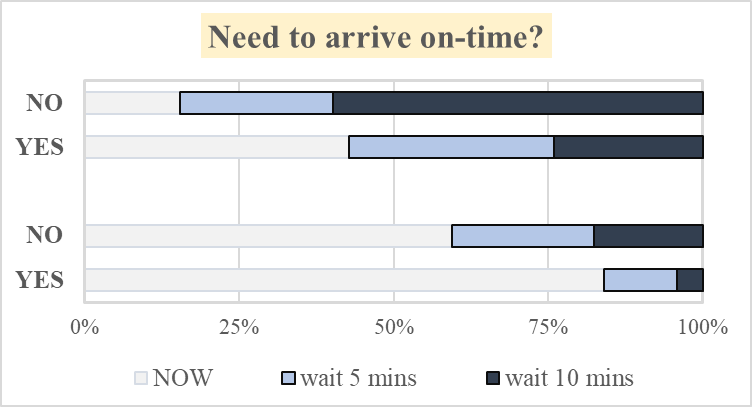 Need to arrive on-time?
NO
YES
NO
YES
0% 25% 50% 75% 100%
NOW wait 5 mins wait 10 mins